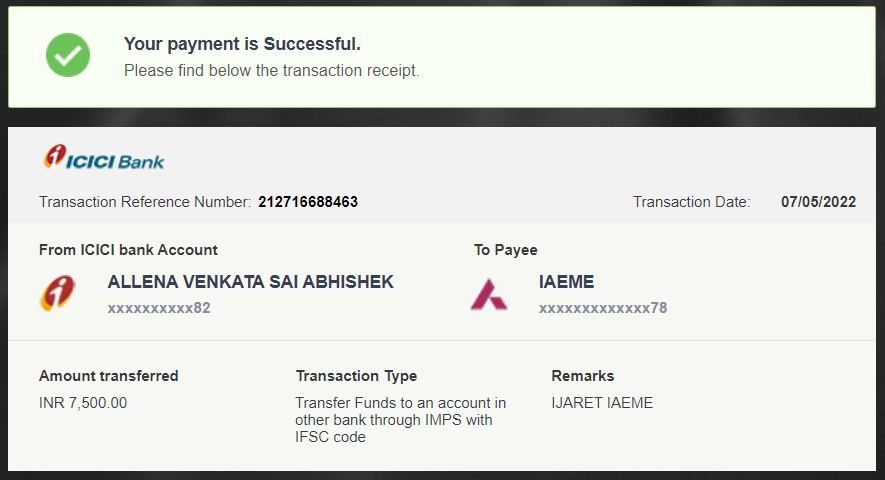 Your payment is Successful.
Please find below the transaction receipt.
ICICI Bank
Transaction Reference Number: 212716688463
Transaction Date: 07/05/2022
From ICICI bank Account
To Payee
ALLENA VENKATA SAI ABHISHEK
xxxxxxxxxx82
IAEME
xxxxxxxxxxxxx78
Amount transferred
INR 7,500.00
Transaction Type
Transfer Funds to an account in
other bank through IMPS with
IFSC code
Remarks
IJARET IAEME